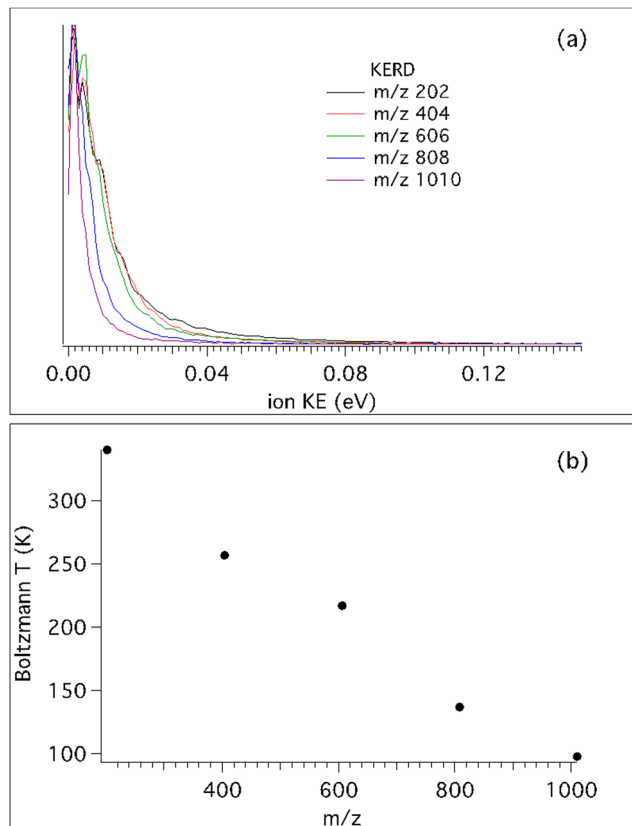 (a)
KERD
m/z 202
m/z 404
m/z 606
m/z 808
m/z 1010
0.00 0.04 0.08 0.12
ion KE (eV)
(b)
Boltzmann T (K)
300
250
200
150
100
400 600 800 1000
m/z